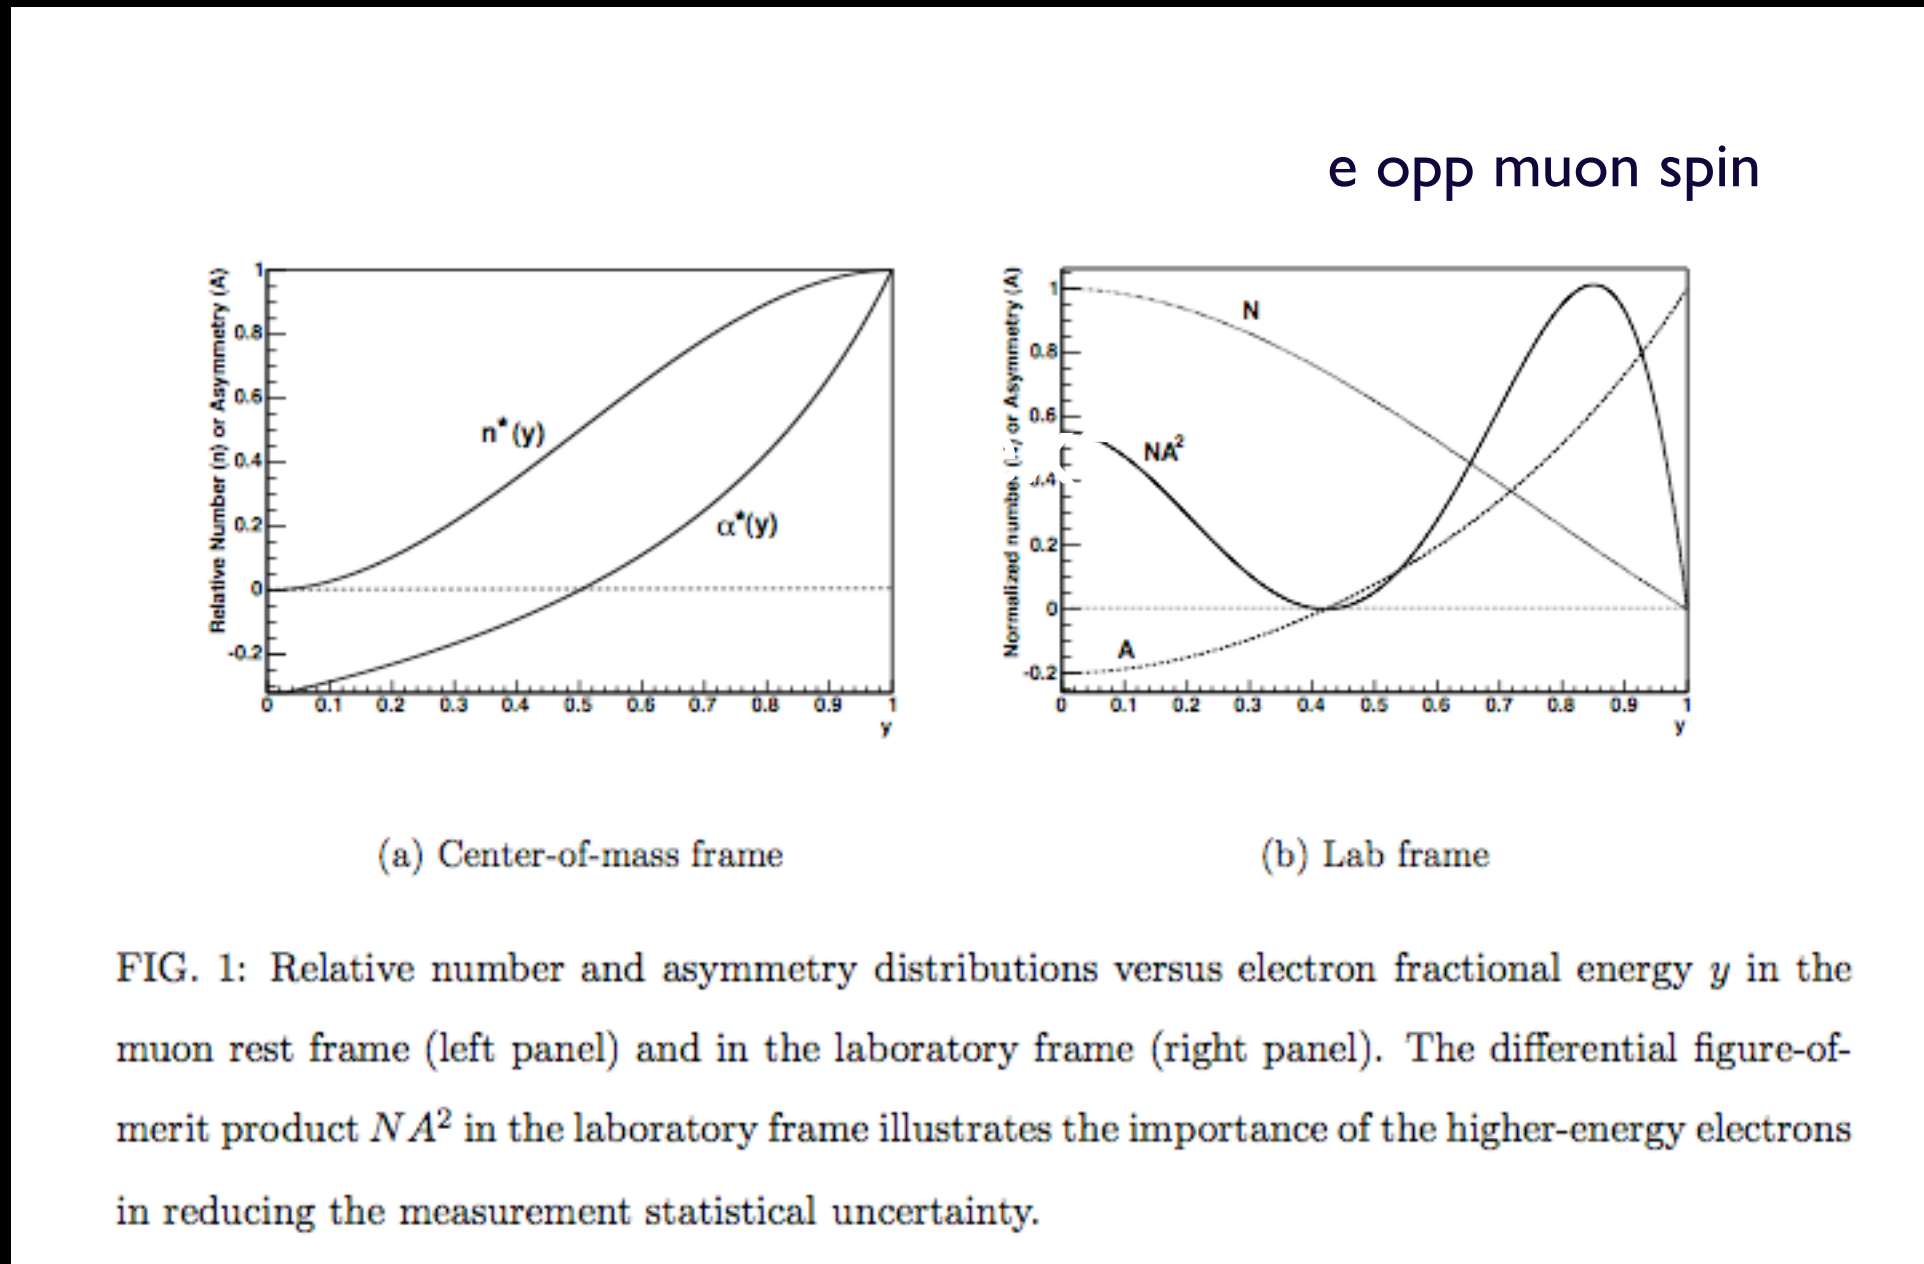 e opp muon spin
Relative Number (n) or Asymmetry (A)
1
0.8
0.6
0.4
0.2
0
-0.2
n*(y)
α*(y)
0 0.1 0.2 0.3 0.4 0.5 0.6 0.7 0.8 0.9 1
y
Normalized number or Asymmetry (A)
1
0.8
0.6
0.2
0
-0.2
N
NA²
A
0 0.1 0.2 0.3 0.4 0.5 0.6 0.7 0.8 0.9 1
y
(a) Center-of-mass frame
(b) Lab frame
FIG. 1: Relative number and asymmetry distributions versus electron fractional energy y in the
muon rest frame (left panel) and in the laboratory frame (right panel). The differential figure-of-
merit product NA² in the laboratory frame illustrates the importance of the higher-energy electrons
in reducing the measurement statistical uncertainty.